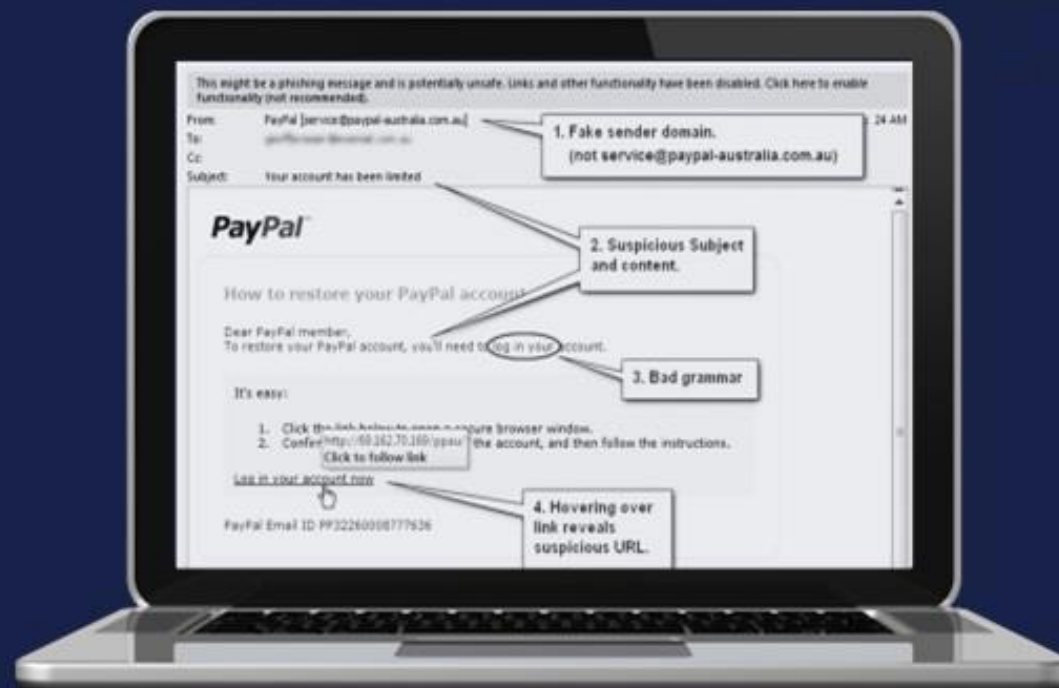 This might be a phishing message and is potentially unsafe. Links and other functionality have been disabled. Click here to enable
functionality (not recommended).
From: PayPal [service@paypal-australia.com.au]
24 AM
To:
Cc:
Subject: Your account has been limited
1. Fake sender domain.
(not service@paypal-australia.com.au)
PayPal
2. Suspicious Subject
and content.
How to restore your PayPal account
Dear PayPal member,
To restore your PayPal account, you'll need to log in your account.
3. Bad grammar
It's easy:
1. Click the link below to open a secure browser window.
2. Confir the account, and then follow the instructions.
Click to follow link
Log in your account now
4. Hovering over
link reveals
suspicious URL.
PayPal Email ID PP32260008777636